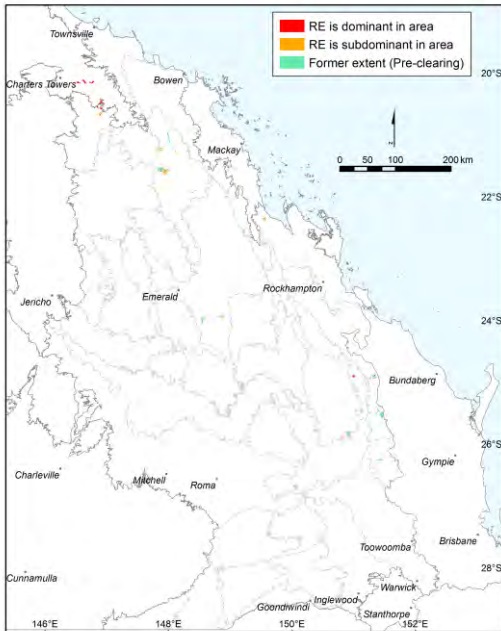 RE is dominant in area
RE is subdominant in area
Former extent (Pre-clearing)
Townsville
20°S
Charters Towers
Bowen
Mackay
0 50 100 200 km
22°S
Jericho
Emerald
Rockhampton
24°S
Bundaberg
26°S
Charleville
Mitchell
Roma
Gympie
Toowoomba
Brisbane
28°S
Cunnamulla
Goondiwindi
Inglewood
Warwick
Stanthorpe
146°E
148°E
150°E
152°E